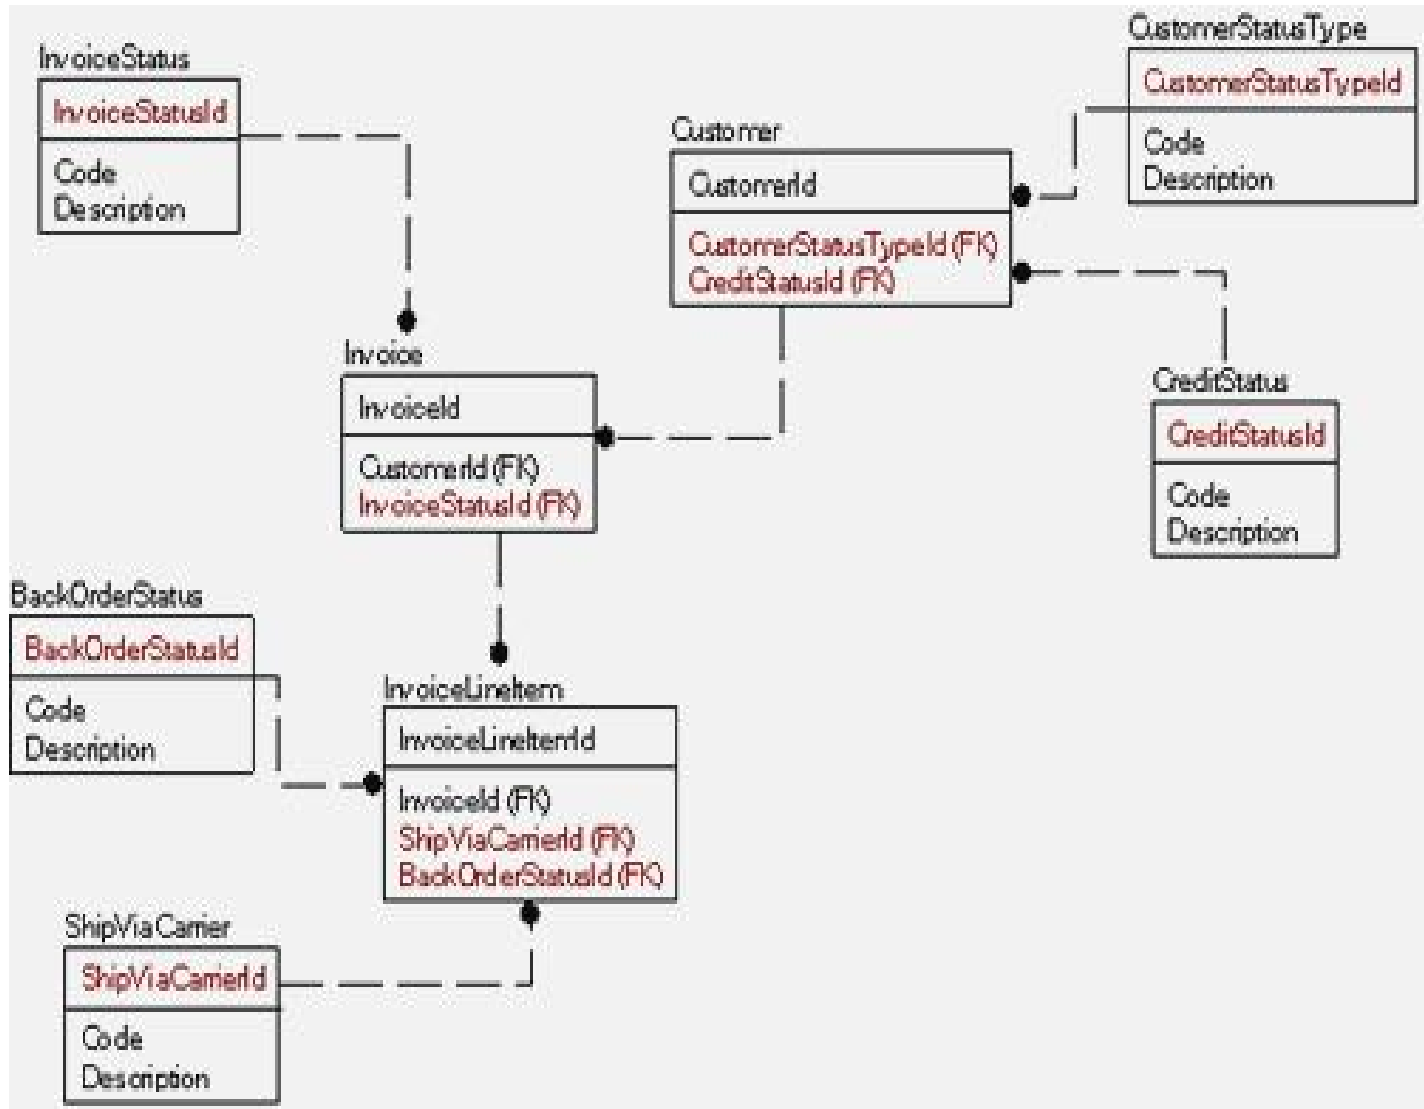 InvoiceStatus
InvoiceStatusId
Code
Description
CustomerStatusType
CustomerStatusTypeId
Code
Description
Customer
CustomerId
CustomerStatusTypeId (FK)
CreditStatusId (FK)
Invoice
InvoiceId
CustomerId (FK)
InvoiceStatusId (FK)
CreditStatus
CreditStatusId
Code
Description
BackOrderStatus
BackOrderStatusId
Code
Description
InvoiceLineItem
InvoiceLineItemId
InvoiceId (FK)
ShipViaCarrierId (FK)
BackOrderStatusId (FK)
ShipViaCarrier
ShipViaCarrierId
Code
Description